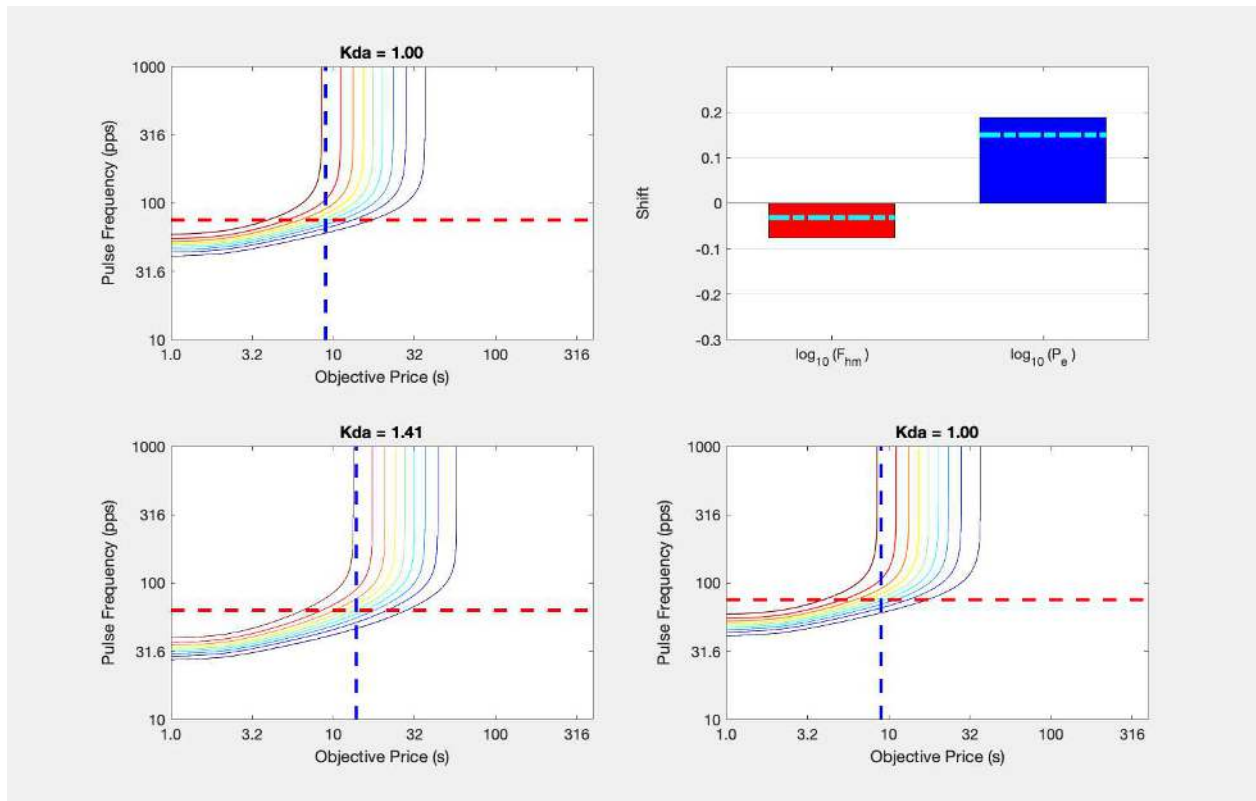 Kda = 1.00
1000
316
100
31.6
10
Pulse Frequency (pps)
1.0 3.2 10 32 100 316
Objective Price (s)
0.2
0.1
0
-0.1
-0.2
-0.3
Shift
log10(Fhm) log10(Pe)
Kda = 1.41
1000
316
100
31.6
10
Pulse Frequency (pps)
1.0 3.2 10 32 100 316
Objective Price (s)
Kda = 1.00
1000
316
100
31.6
10
Pulse Frequency (pps)
1.0 3.2 10 32 100 316
Objective Price (s)